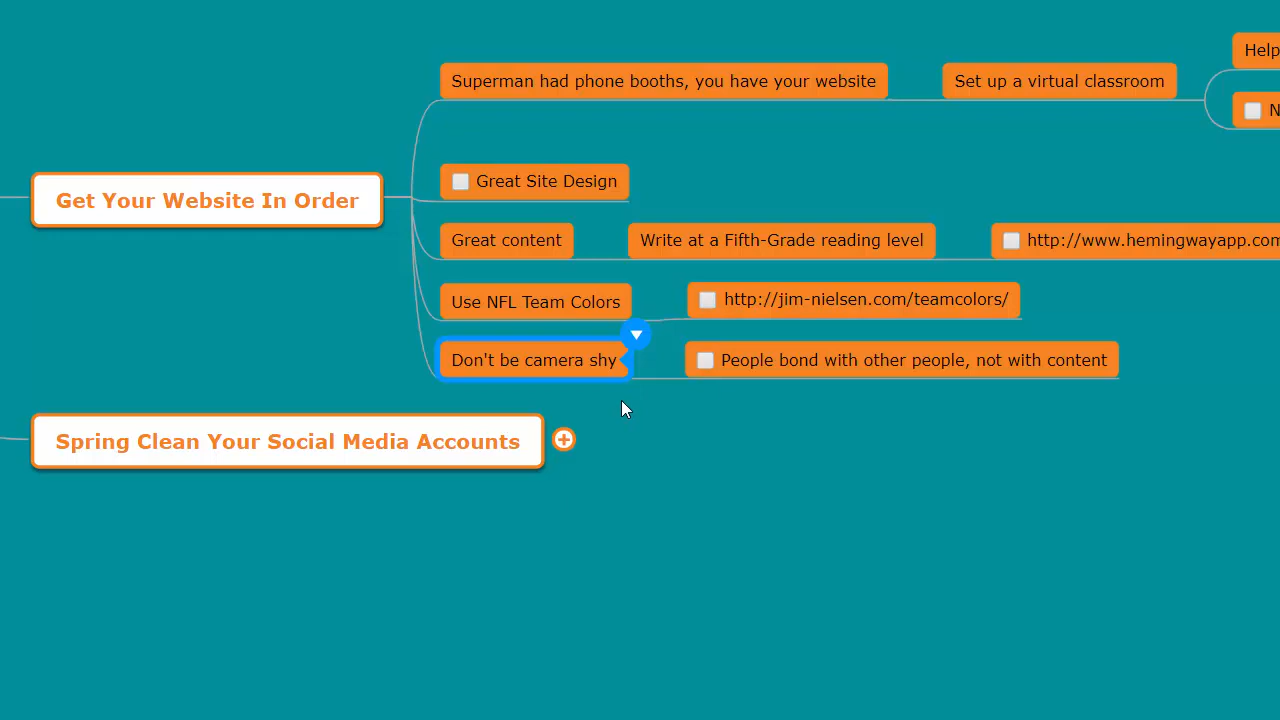 Help
Superman had phone booths, you have your website
Set up a virtual classroom
N
Great Site Design
Get Your Website In Order
Great content
Write at a Fifth-Grade reading level
http://www.hemingwayapp.com
Use NFL Team Colors
http://jim-nielsen.com/teamcolors/
Don't be camera shy
People bond with other people, not with content
Spring Clean Your Social Media Accounts